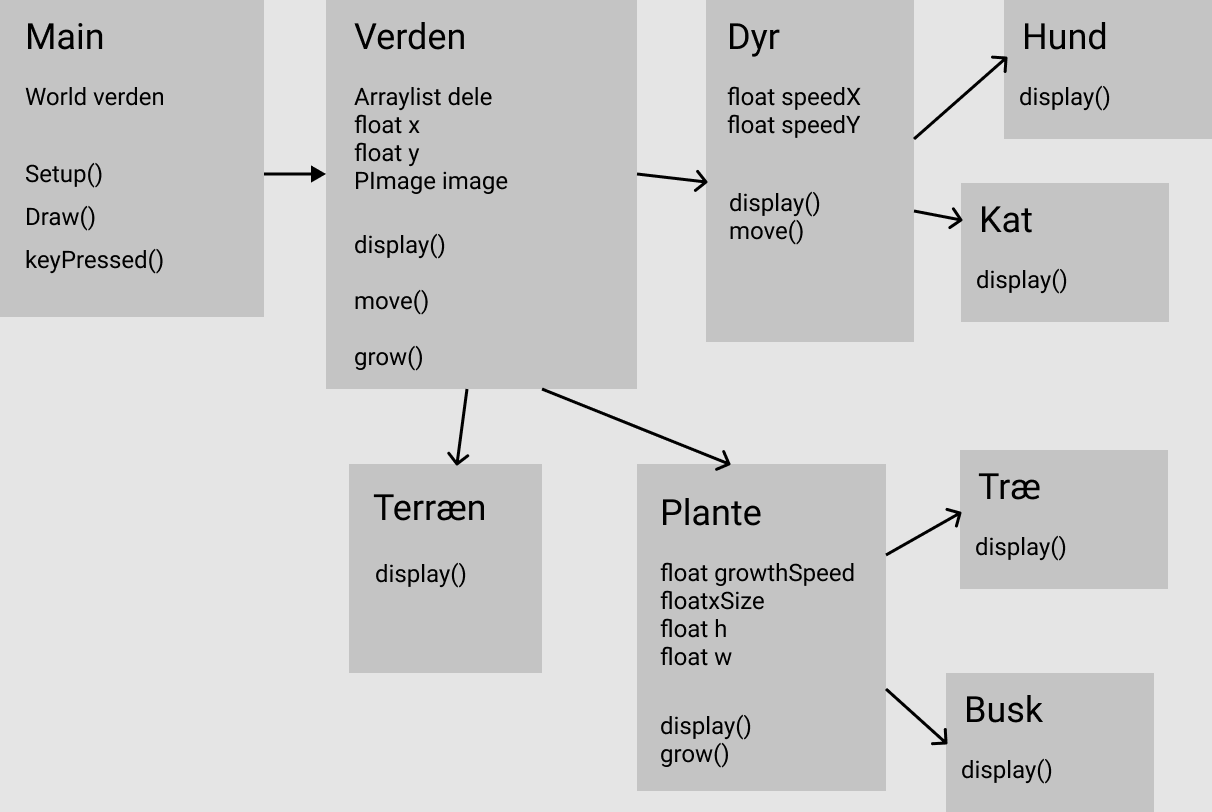 Main
World verden
Setup()
Draw()
keyPressed()
Verden
Arraylist dele
float x
float y
PImage image
display()
move()
grow()
Dyr
float speedX
float speedY
display()
move()
Hund
display()
Kat
display()
Terræn
display()
Plante
float growthSpeed
floatxSize
float h
float w
display()
grow()
Træ
display()
Busk
display()